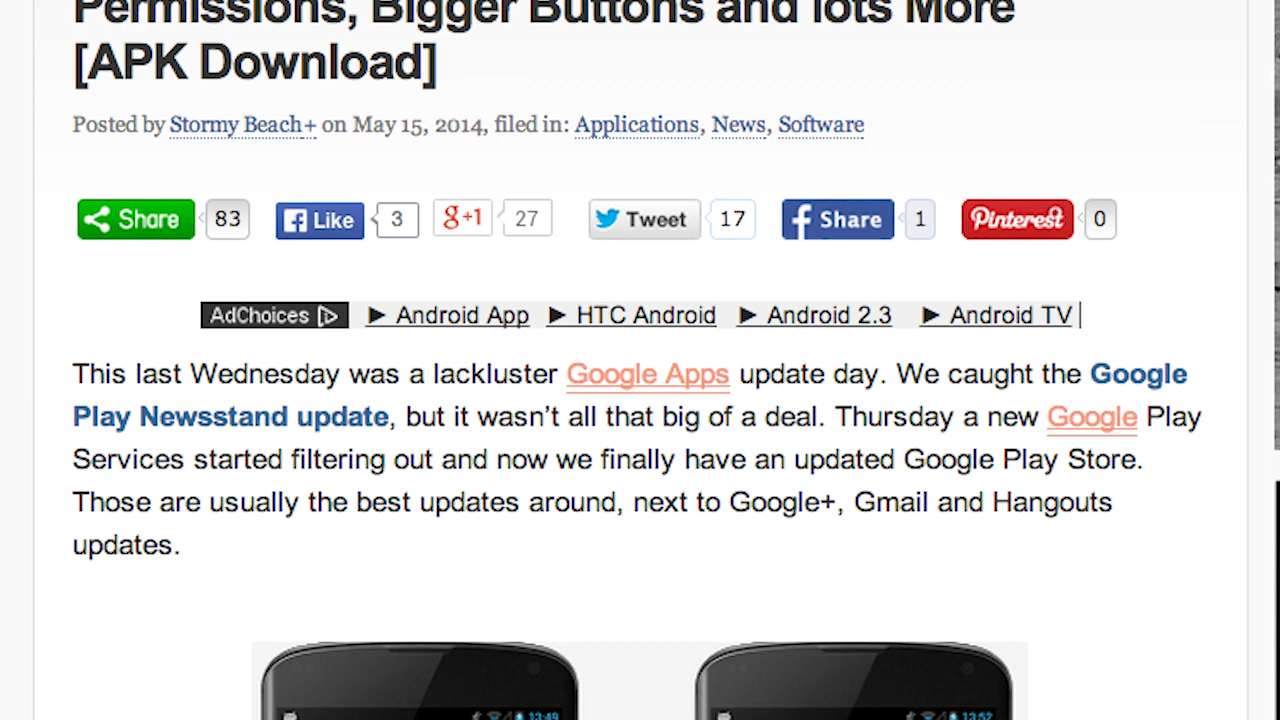 Permissions, Bigger Buttons and lots More
[APK Download]
Posted by Stormy Beach+ on May 15, 2014, filed in: Applications, News, Software
Share 83 Like 3 g+1 27 Tweet 17 Share 1 Pinterest 0
AdChoices ► Android App ► HTC Android ► Android 2.3 ► Android TV
This last Wednesday was a lackluster Google Apps update day. We caught the Google
Play Newsstand update, but it wasn’t all that big of a deal. Thursday a new Google Play
Services started filtering out and now we finally have an updated Google Play Store.
Those are usually the best updates around, next to Google+, Gmail and Hangouts
updates.
13:49 13:52